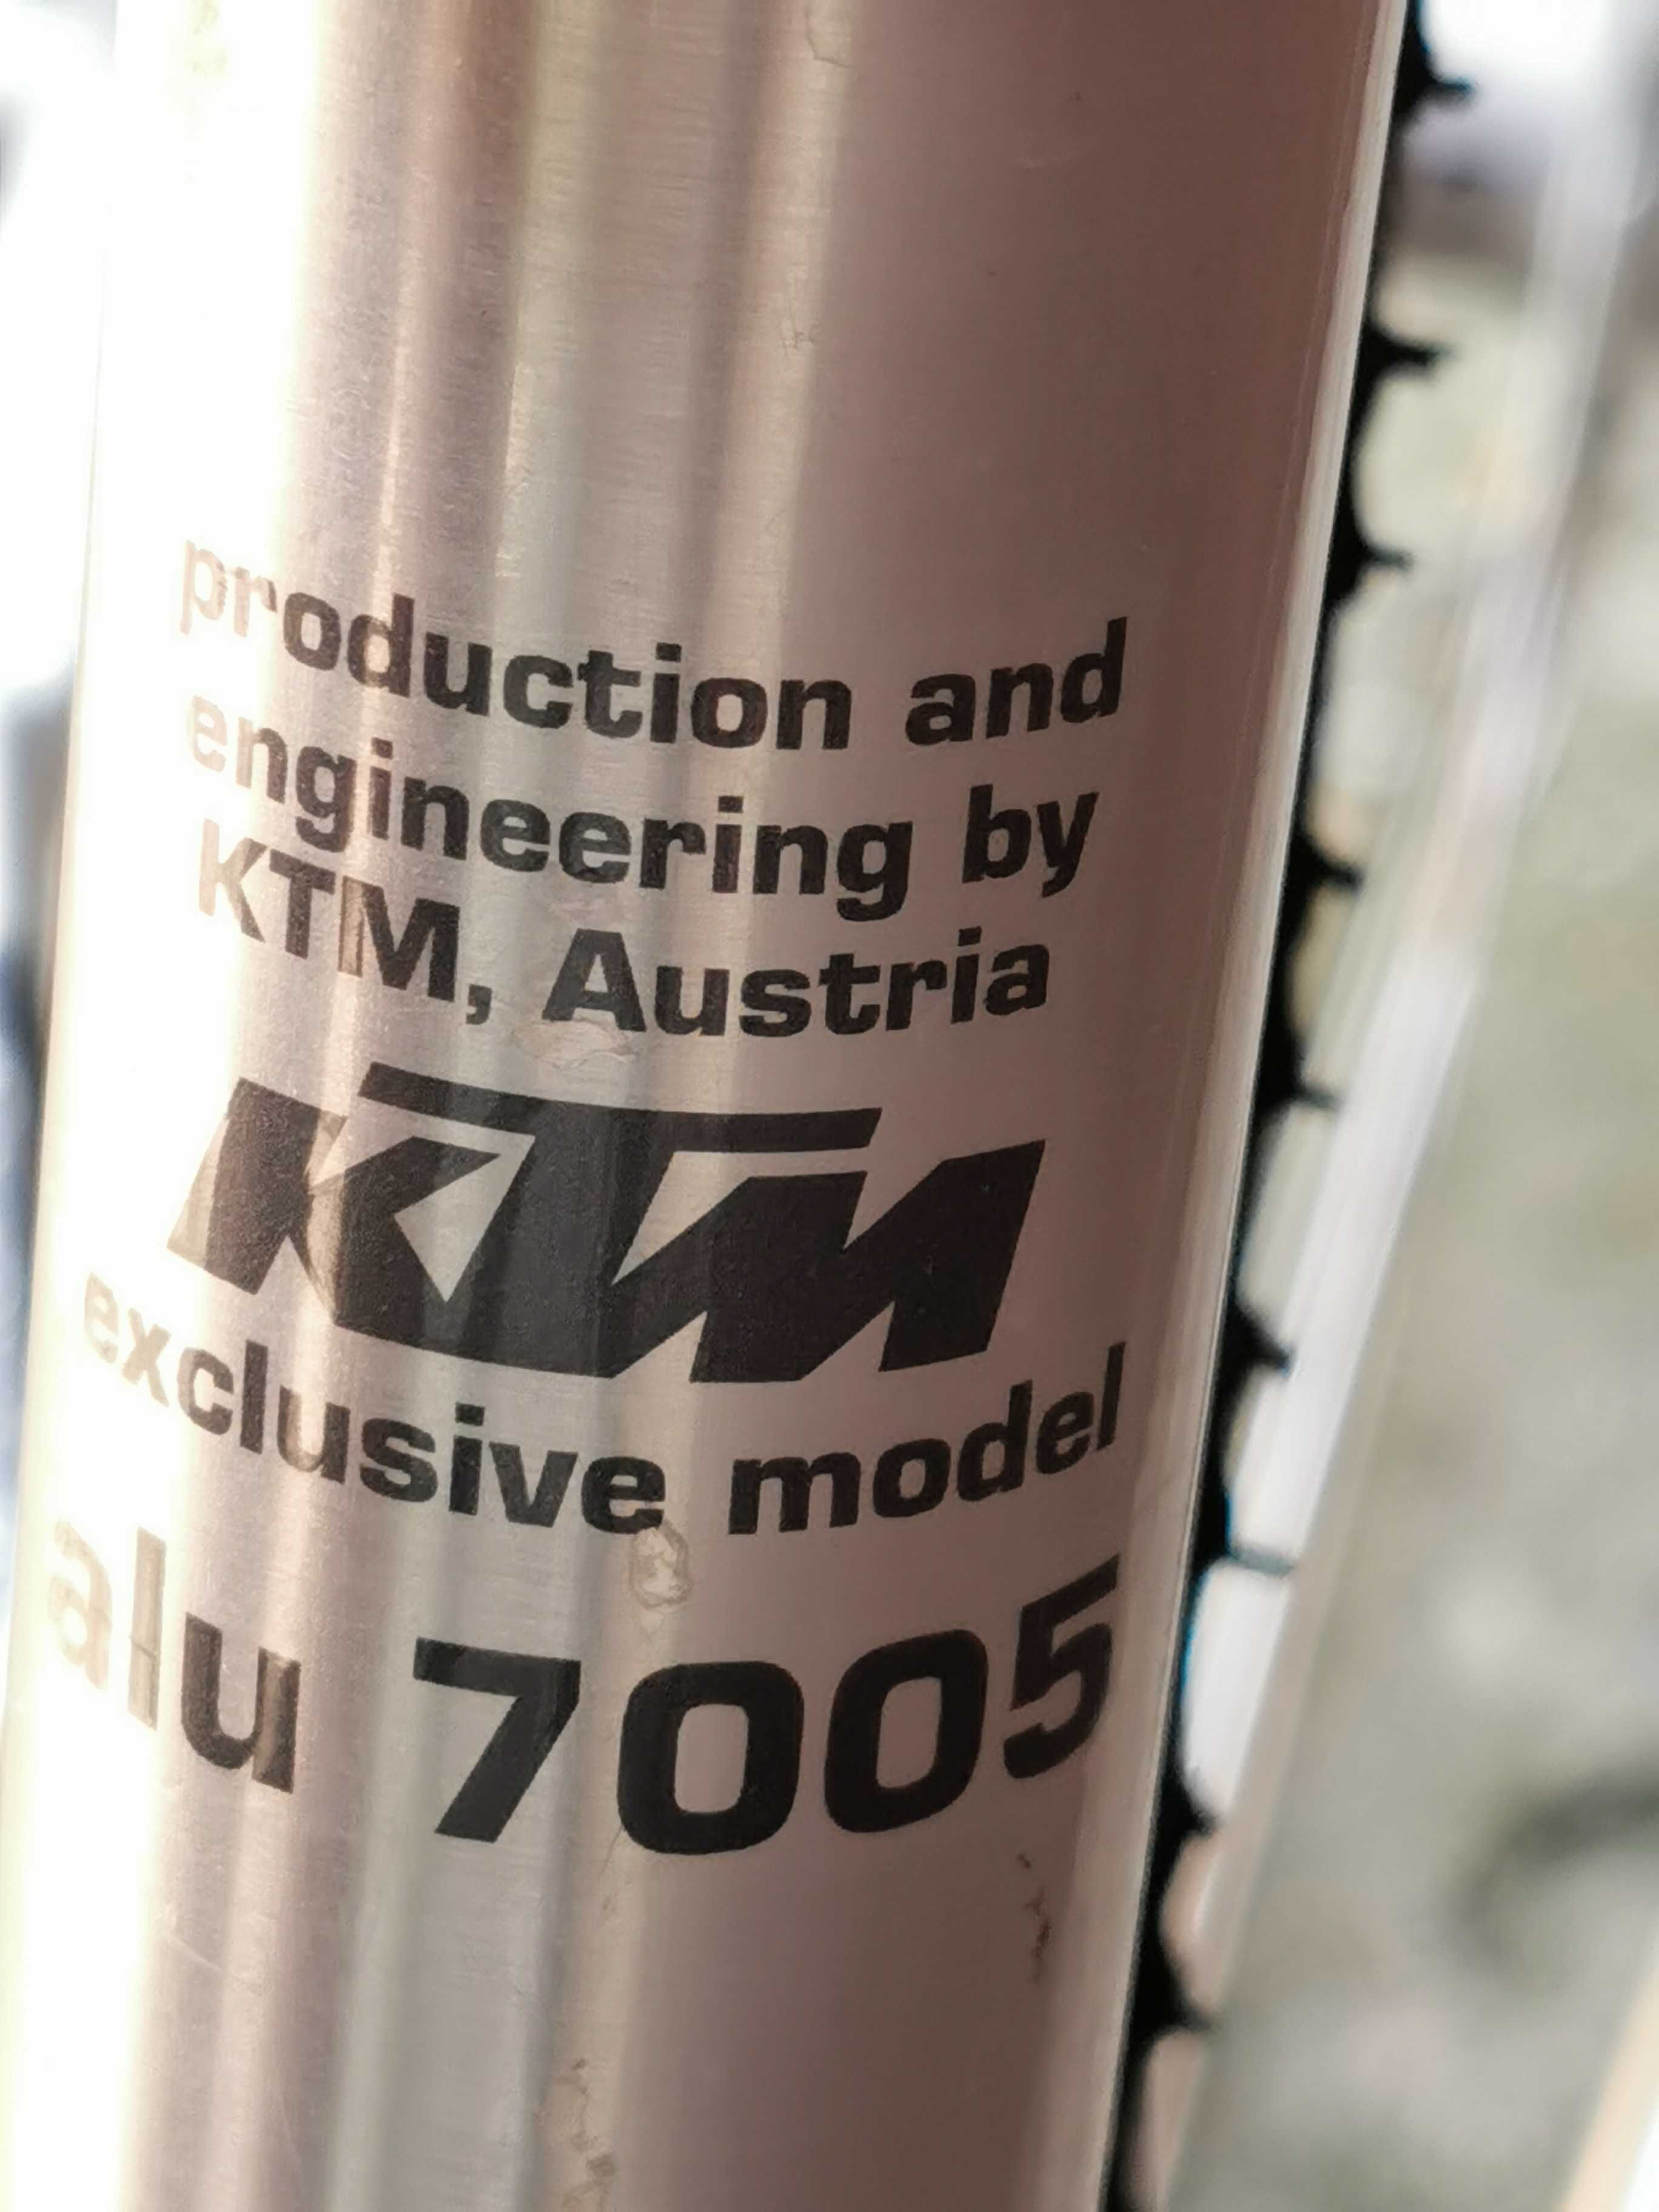 production and
engineering by
KTM, Austria
KTM
exclusive model
alu 7005